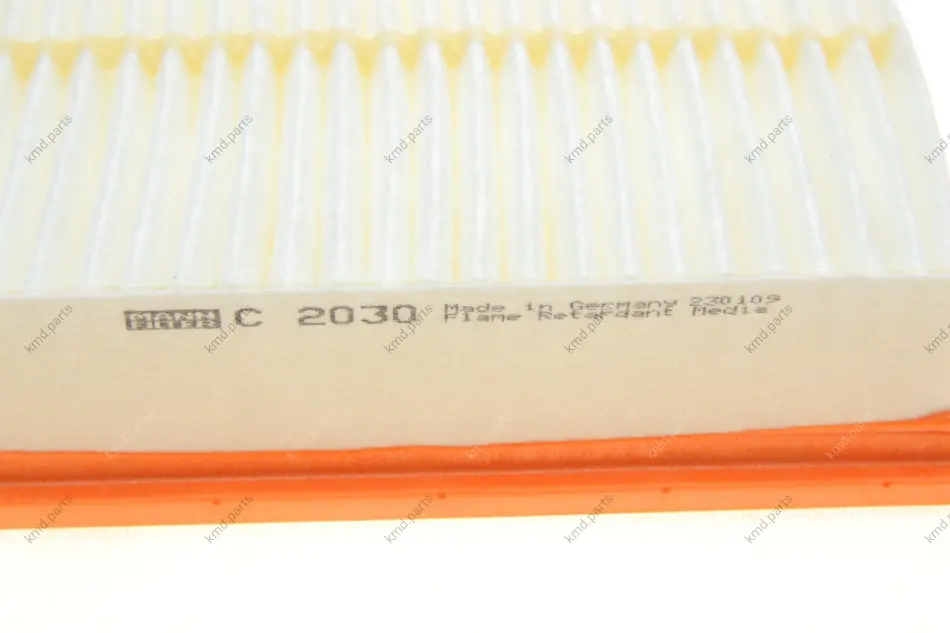 MANN FILTER C 2030 Made in Germany 230109
Flame Retardant Media
kmd.parts